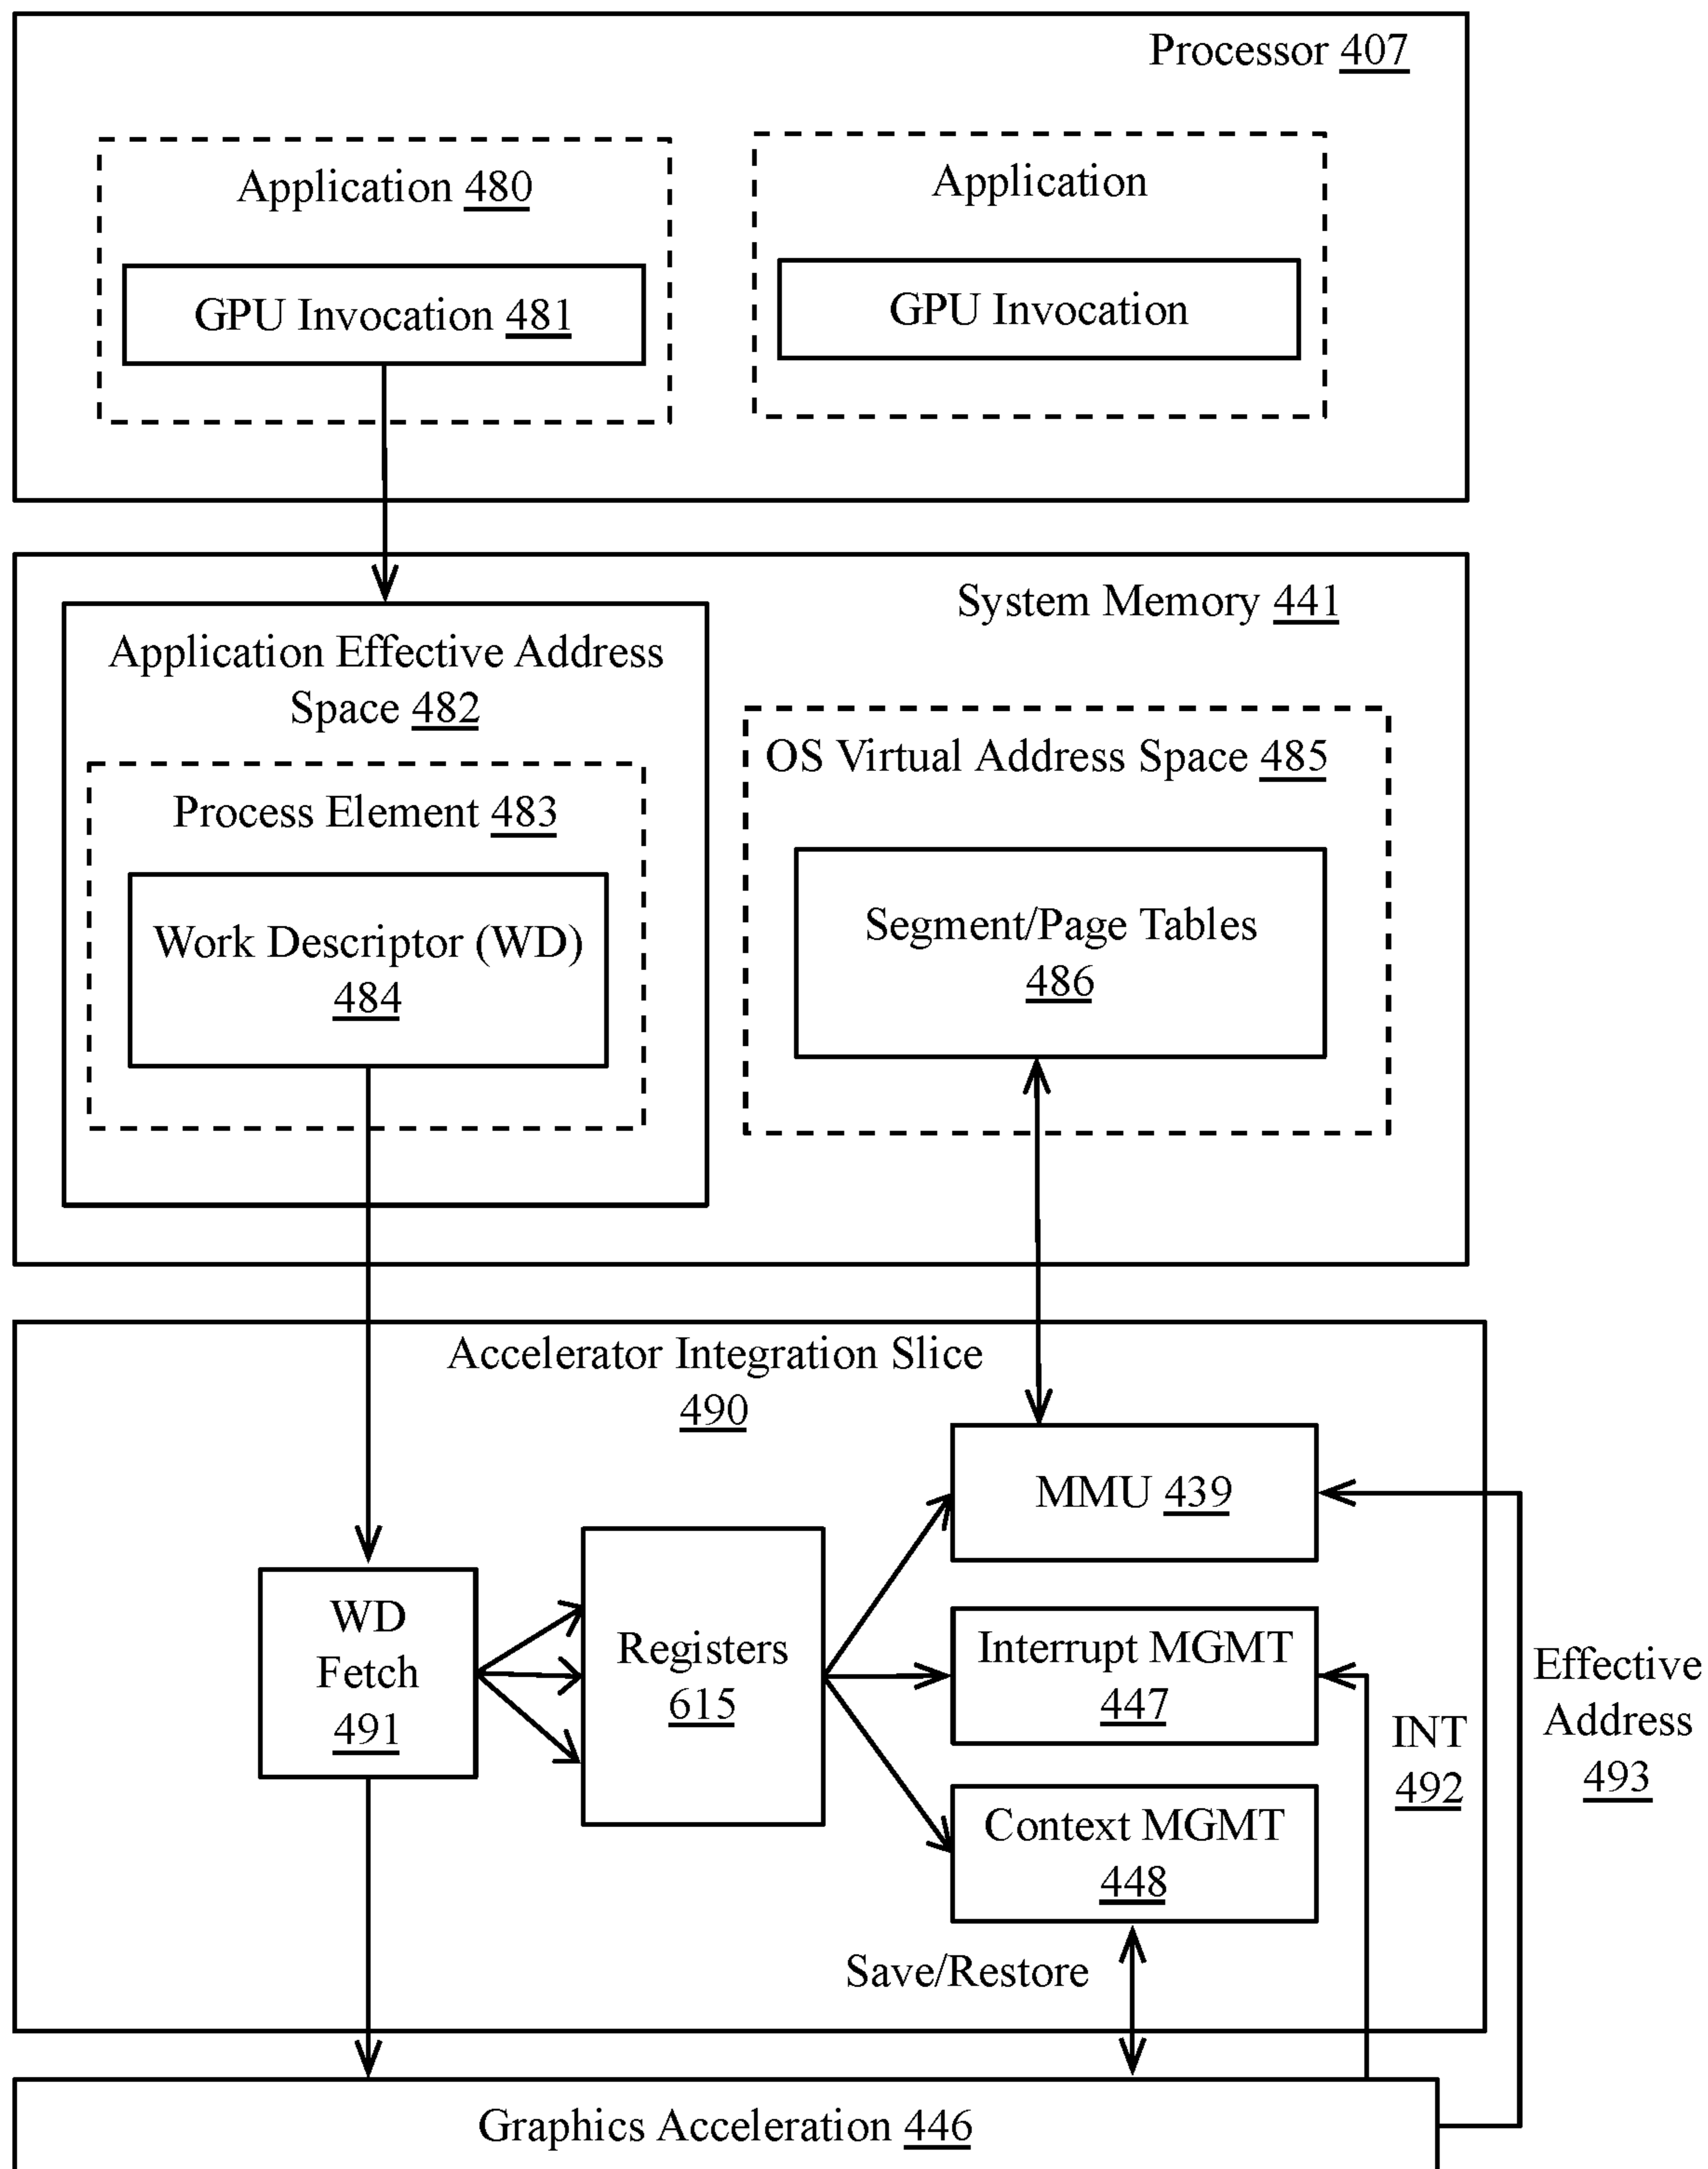 Processor 407
Application 480
Application
GPU Invocation 481
GPU Invocation
System Memory 441
Application Effective Address
Space 482
OS Virtual Address Space 485
Process Element 483
Segment/Page Tables
486
Work Descriptor (WD)
484
Accelerator Integration Slice
490
MMU 439
WD
Fetch
491
Registers
615
Interrupt MGMT
447
Effective
Address
493
INT
492
Context MGMT
448
Save/Restore
Graphics Acceleration 446